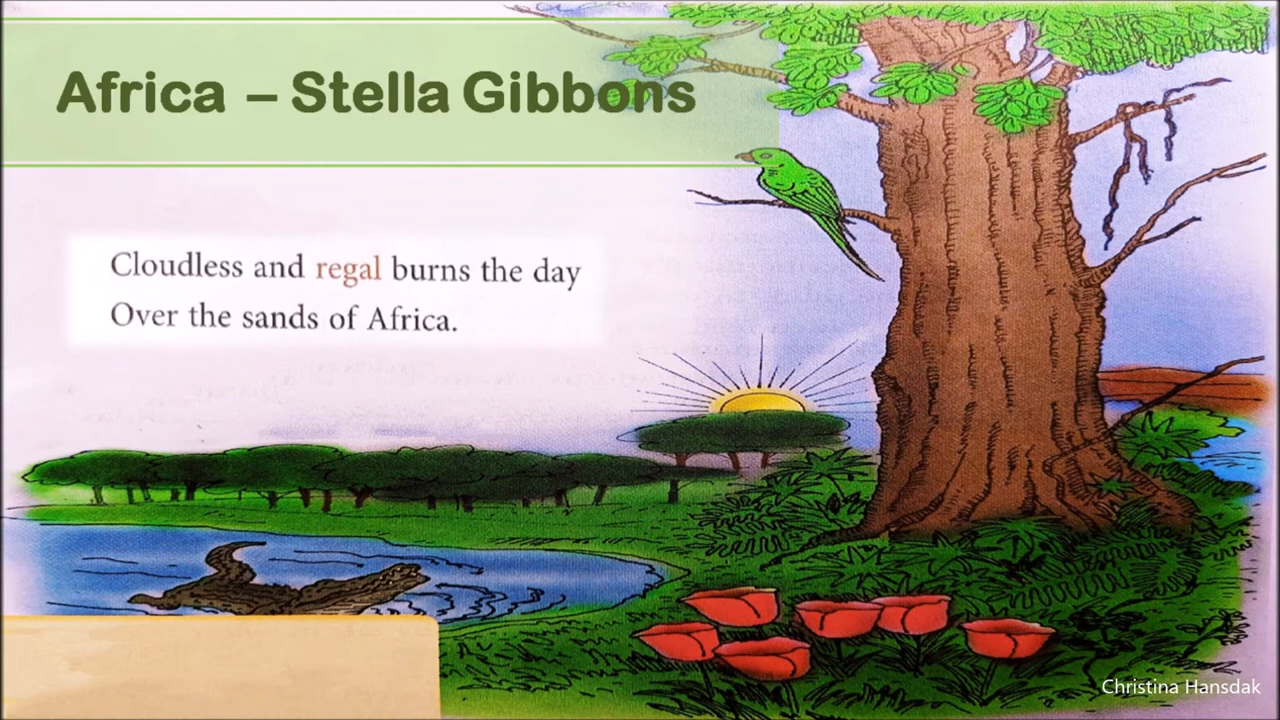 Africa – Stella Gibbons
Cloudless and regal burns the day
Over the sands of Africa.
Christina Hansdak